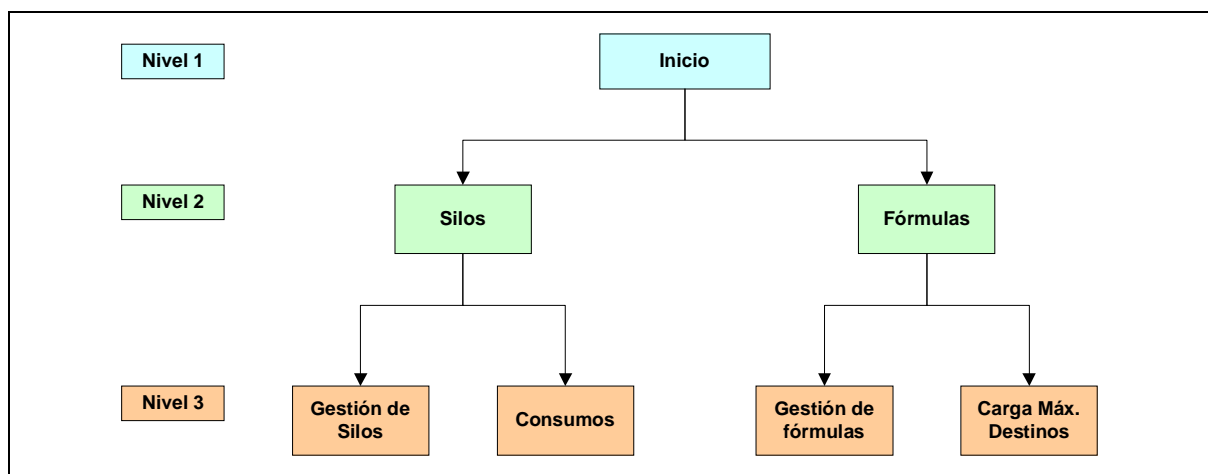 Nivel 1
Inicio
Nivel 2
Silos
Fórmulas
Nivel 3
Gestión de
Silos
Consumos
Gestión de
fórmulas
Carga Máx.
Destinos